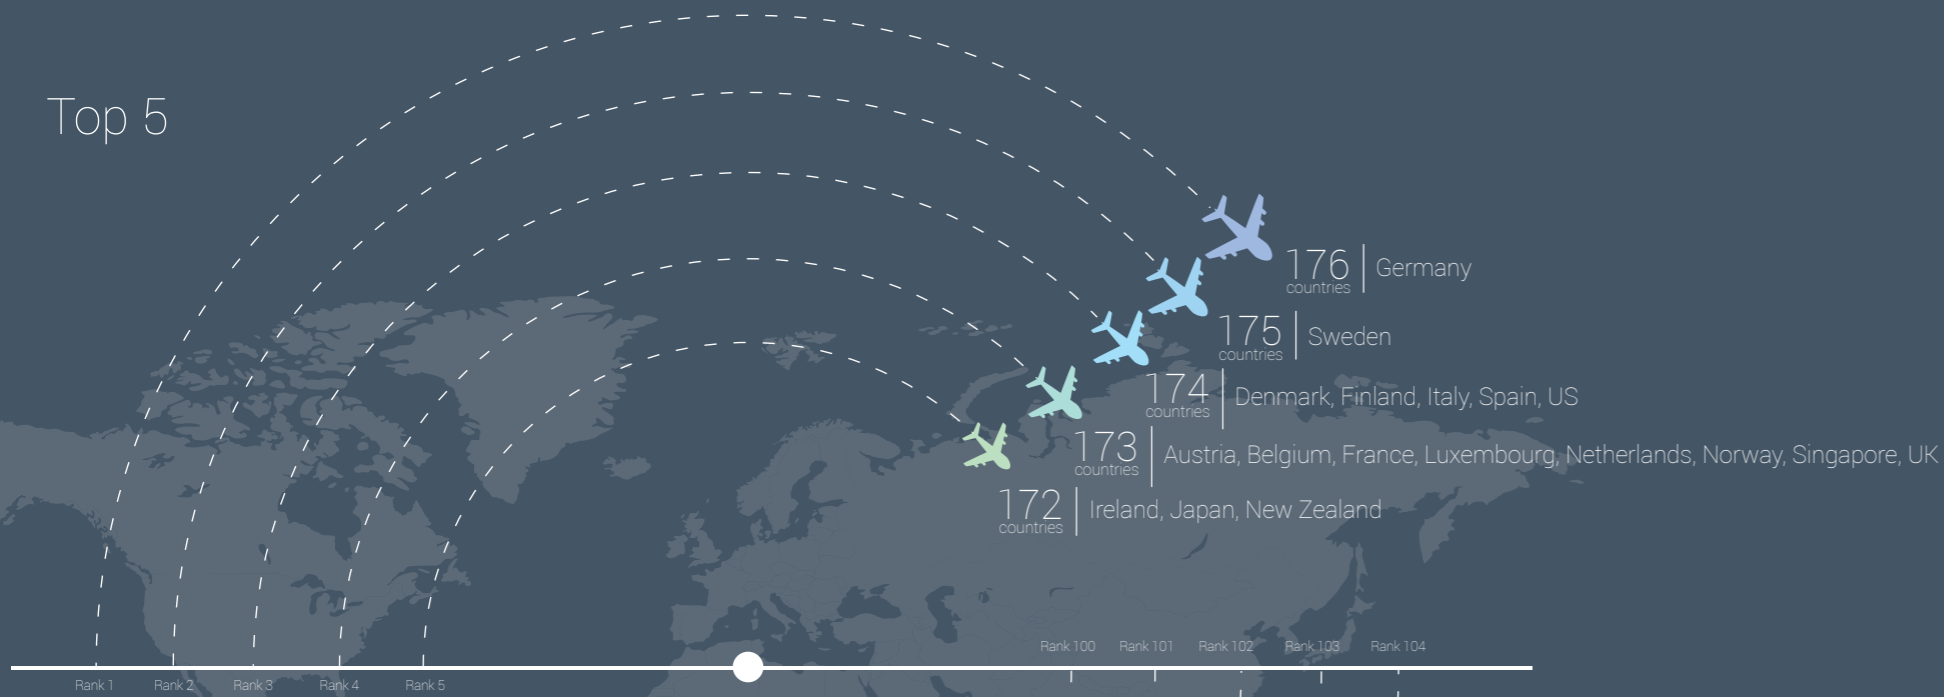 Top 5
176
countries
Germany
175
countries
Sweden
174
countries
Denmark, Finland, Italy, Spain, US
173
countries
Austria, Belgium, France, Luxembourg, Netherlands, Norway, Singapore, UK
172
countries
Ireland, Japan, New Zealand
Rank 100 Rank 101 Rank 102 Rank 103 Rank 104
Rank 1 Rank 2 Rank 3 Rank 4 Rank 5